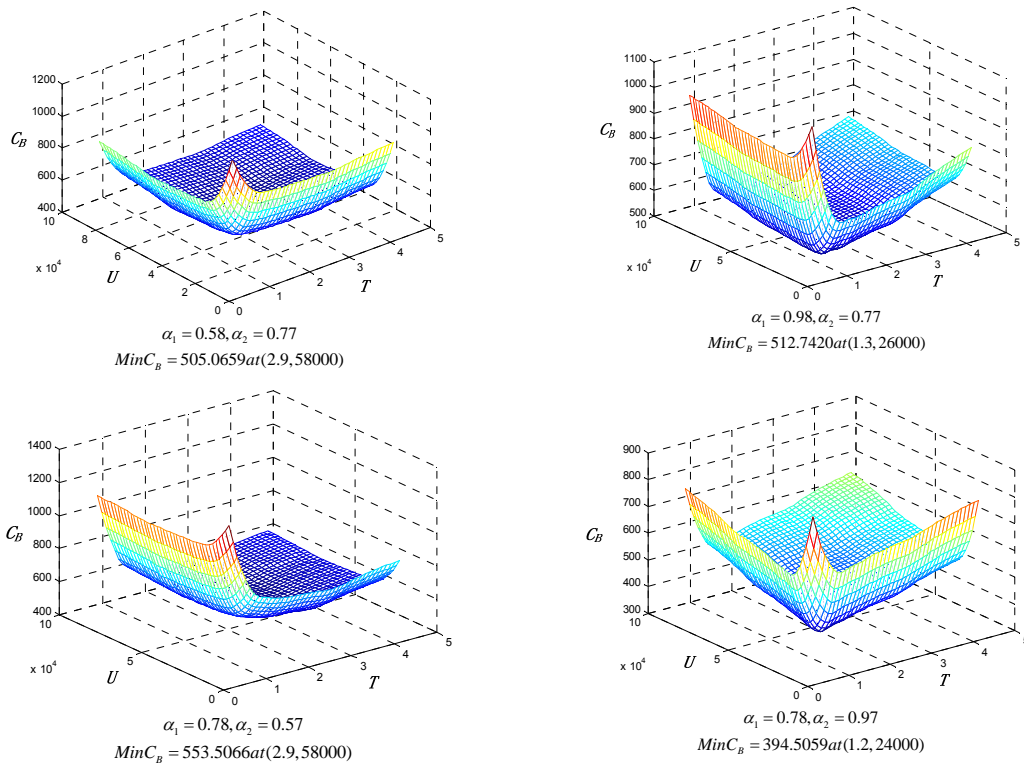 1200
1000
800
600
400
C_B
10
8
6
4
2
0
x 10^4
U
0
1
2
3
4
5
T
α_1 = 0.58, α_2 = 0.77
MinC_B = 505.0659at(2.9,58000)
1100
1000
900
800
700
600
500
C_B
10
5
0
x 10^4
U
0
1
2
3
4
5
T
α_1 = 0.98, α_2 = 0.77
MinC_B = 512.7420at(1.3,26000)
1400
1200
1000
800
600
400
C_B
10
5
0
x 10^4
U
0
1
2
3
4
5
T
α_1 = 0.78, α_2 = 0.57
MinC_B = 553.5066at(2.9,58000)
900
800
700
600
500
400
300
C_B
10
5
0
x 10^4
U
0
1
2
3
4
5
T
α_1 = 0.78, α_2 = 0.97
MinC_B = 394.5059at(1.2,24000)